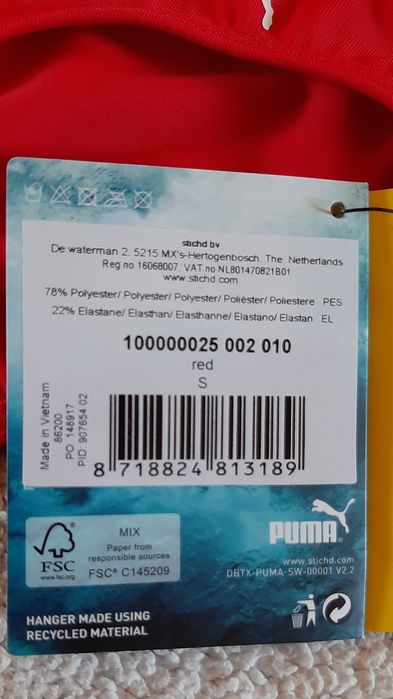 stichd bv
De waterman 2, 5215 MX's-Hertogenbosch, The Netherlands
Reg no 16068007, VAT no NL801470821B01
www.stichd.com
78% Polyester/ Polyester/ Polyester/ Poliéster/ Poliestere PES
22% Elastane/ Elasthan/ Elasthanne/ Elastano/ Elastan EL
100000025 002 010
red
S
Made in Vietnam
86200
PO 148917
PID 907654 02
8 718824 813189
FSC
www.fsc.org
MIX
Paper from
responsible sources
FSC® C145209
PUMA
www.stichd.com
DBTX-PUMA-SW-00001 V2.2
HANGER MADE USING
RECYCLED MATERIAL